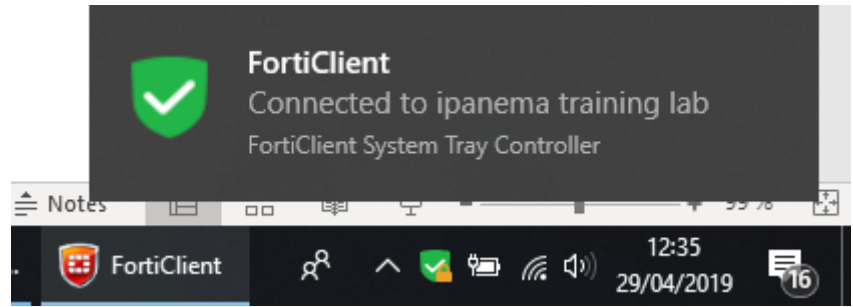 FortiClient
Connected to ipanema training lab
FortiClient System Tray Controller
Notes
FortiClient
12:35
29/04/2019
16